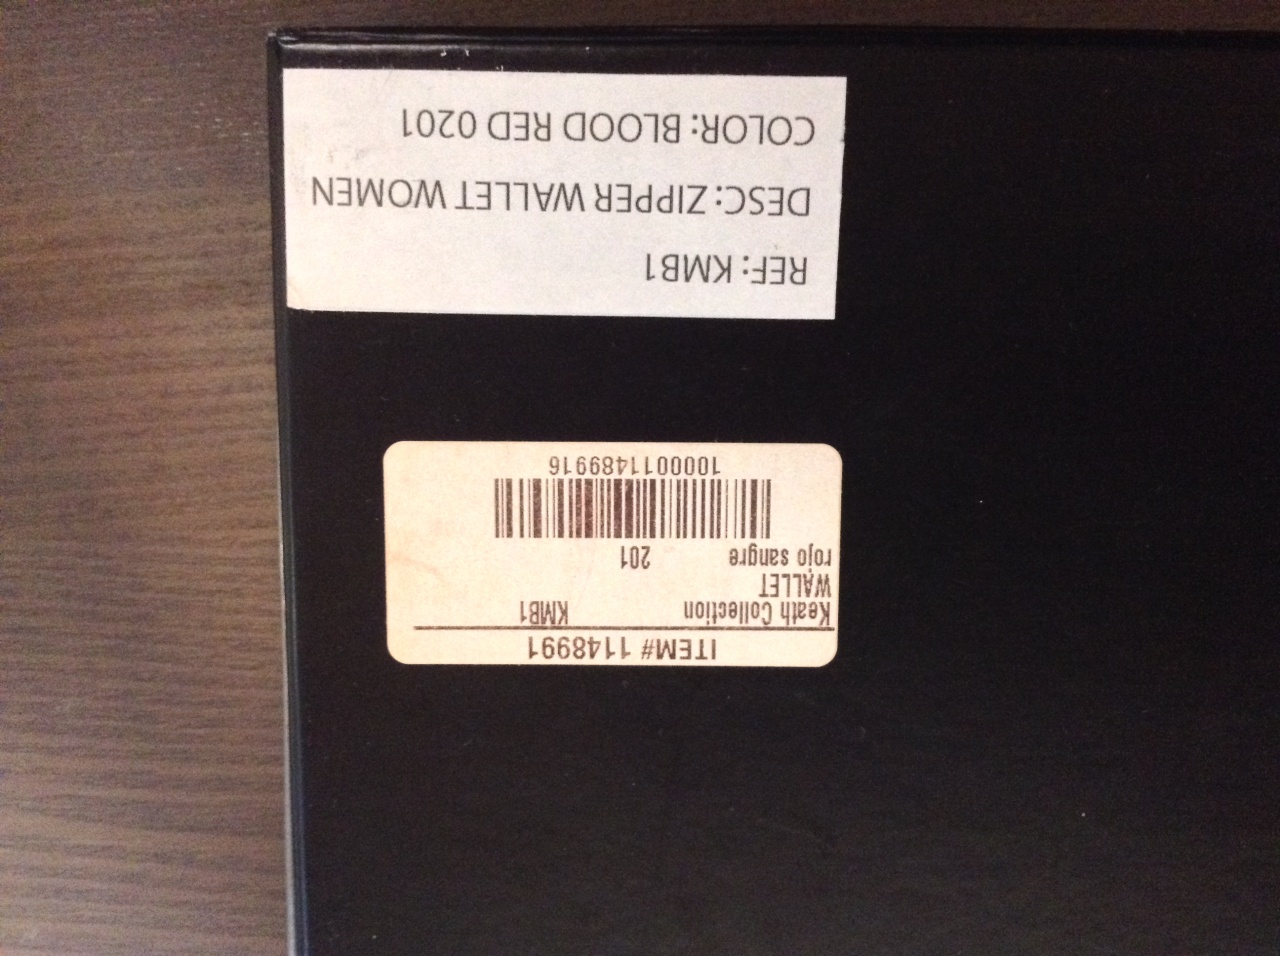 ITEM# 1148991
Keath Collection KMB1
WALLET
rojo sangre 201
1000011489916
REF: KMB1
DESC: ZIPPER WALLET WOMEN
COLOR: BLOOD RED 0201